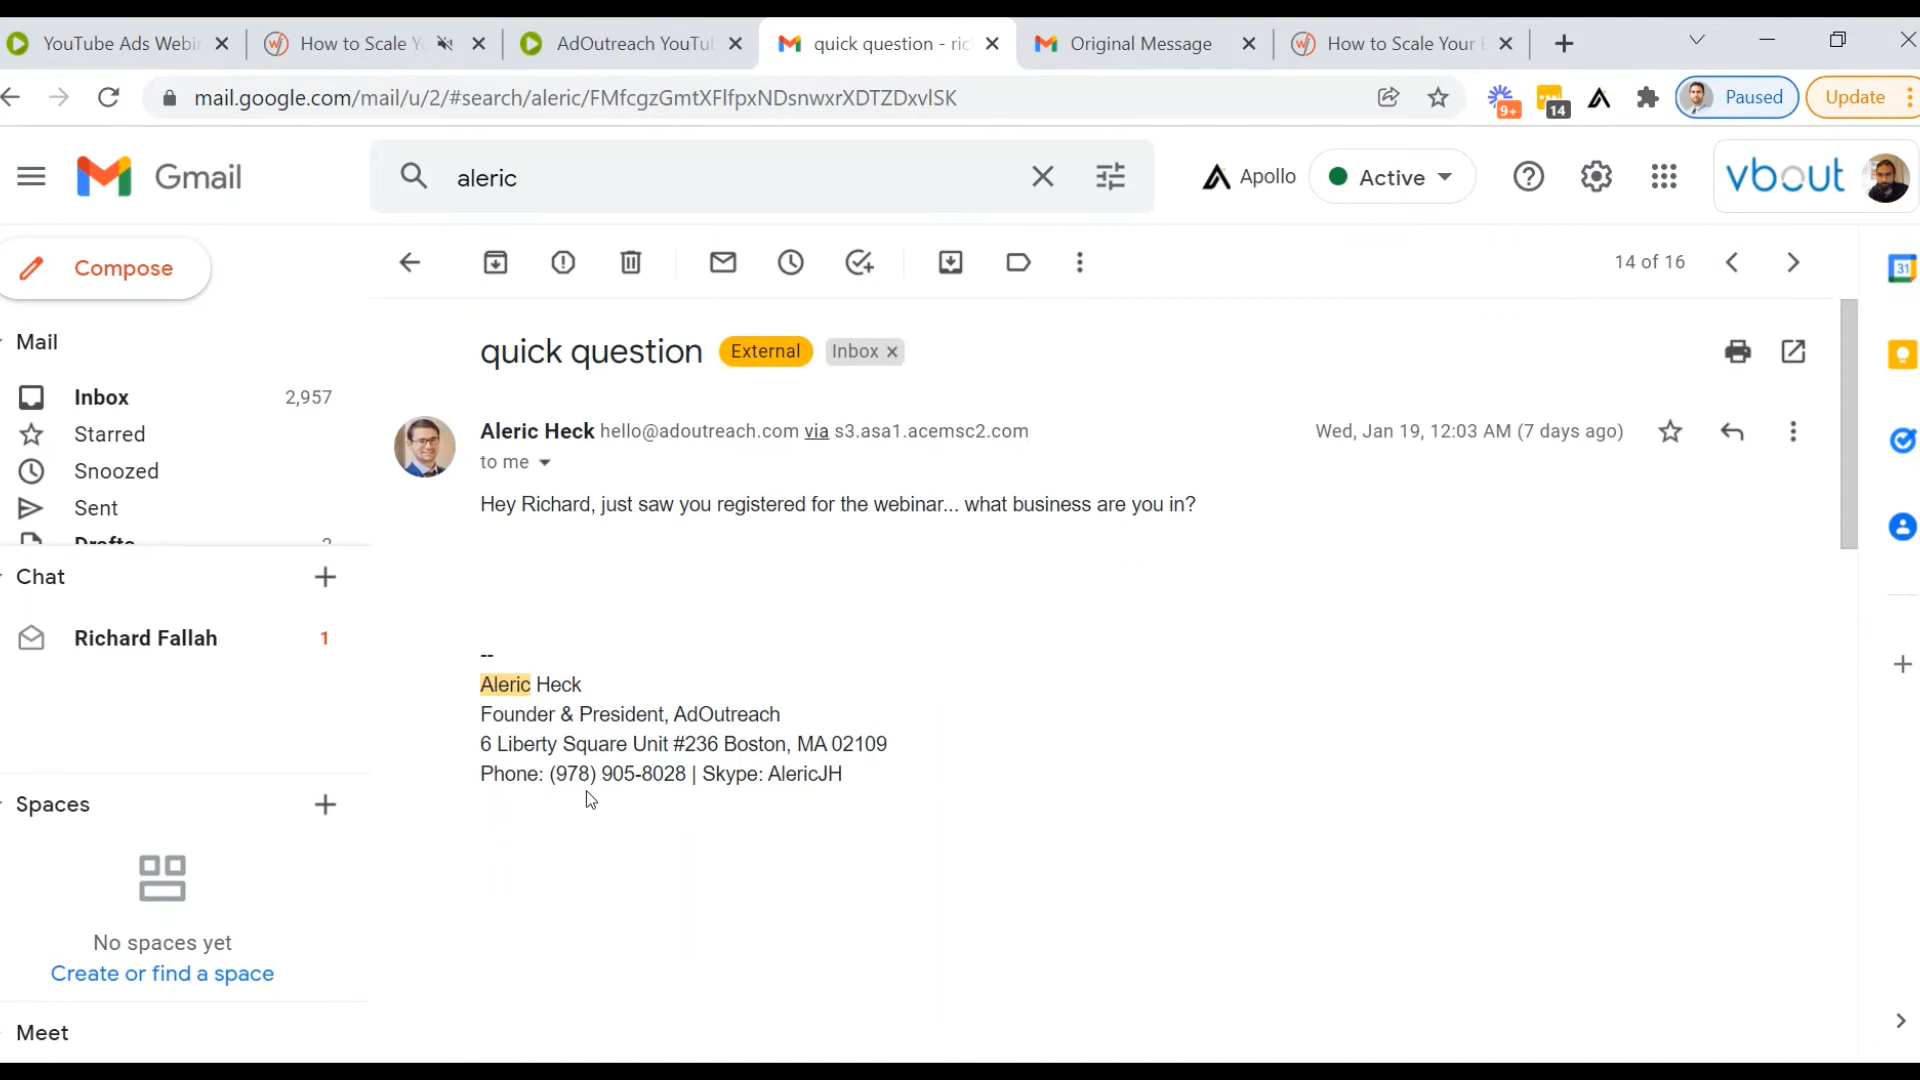 YouTube Ads Webi
How to Scale Y
AdOutreach YouTu
quick question - ric
Original Message
How to Scale Your
mail.google.com/mail/u/2/#search/aleric/FMfcgzGmtXFlfpxNDsnwxrXDTZDxvlSK
9+
14
Paused
Update
Gmail
aleric
Apollo
Active
vbout
Compose
14 of 16
31
Mail
quick question
External
Inbox
Inbox 2,957
Aleric Heck hello@adoutreach.com via s3.asa1.acemsc2.com
Wed, Jan 19, 12:03 AM (7 days ago)
Starred
to me
Snoozed
Hey Richard, just saw you registered for the webinar... what business are you in?
Sent
Drafts
Chat
Richard Fallah 1
--
Aleric Heck
Founder & President, AdOutreach
6 Liberty Square Unit #236 Boston, MA 02109
Phone: (978) 905-8028 | Skype: AlericJH
Spaces
No spaces yet
Create or find a space
Meet